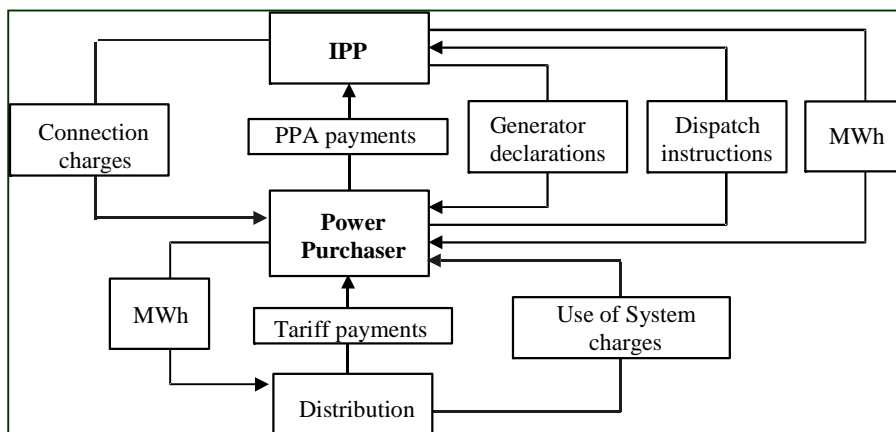 IPP
Connection
charges
PPA payments
Generator
declarations
Dispatch
instructions
MWh
Power
Purchaser
MWh
Tariff payments
Use of System
charges
Distribution